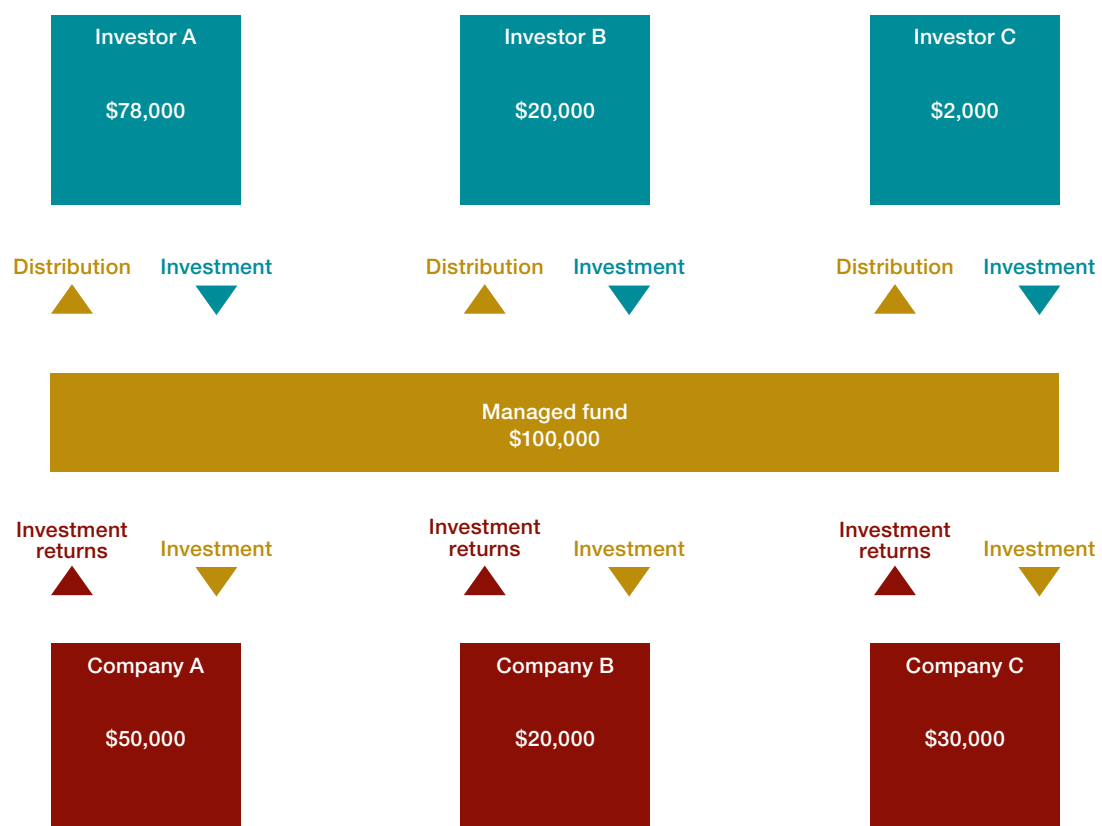 Investor A
Investor B
Investor C
$78,000
$20,000
$2,000
Distribution
Investment
Distribution
Investment
Distribution
Investment
Managed fund
$100,000
Investment
returns
Investment
Investment
returns
Investment
Investment
returns
Investment
Company A
Company B
Company C
$50,000
$20,000
$30,000